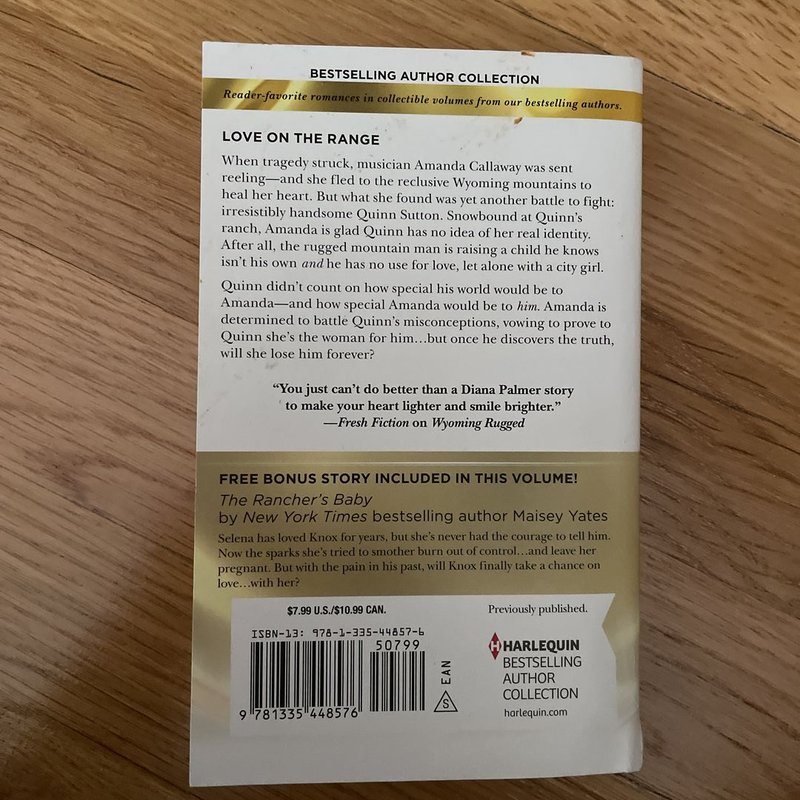 BESTSELLING AUTHOR COLLECTION
Reader-favorite romances in collectible volumes from our bestselling authors.
LOVE ON THE RANGE
When tragedy struck, musician Amanda Callaway was sent
reeling—and she fled to the reclusive Wyoming mountains to
heal her heart. But what she found was yet another battle to fight:
irresistibly handsome Quinn Sutton. Snowbound at Quinn's
ranch, Amanda is glad Quinn has no idea of her real identity.
After all, the rugged mountain man is raising a child he knows
isn't his own and he has no use for love, let alone with a city girl.
Quinn didn't count on how special his world would be to
Amanda—and how special Amanda would be to him. Amanda is
determined to battle Quinn's misconceptions, vowing to prove to
Quinn she's the woman for him...but once he discovers the truth,
will she lose him forever?
"You just can't do better than a Diana Palmer story
to make your heart lighter and smile brighter."
—Fresh Fiction on Wyoming Rugged
FREE BONUS STORY INCLUDED IN THIS VOLUME!
The Rancher's Baby
by New York Times bestselling author Maisey Yates
Selena has loved Knox for years, but she's never had the courage to tell him.
Now the sparks she's tried to smother burn out of control...and leave her
pregnant. But with the pain in his past, will Knox finally take a chance on
love...with her?
$7.99 U.S./$10.99 CAN.
Previously published.
ISBN-13: 978-1-335-44857-6
50799
9 781335 448576
EAN
S
HARLEQUIN
BESTSELLING
AUTHOR
COLLECTION
harlequin.com